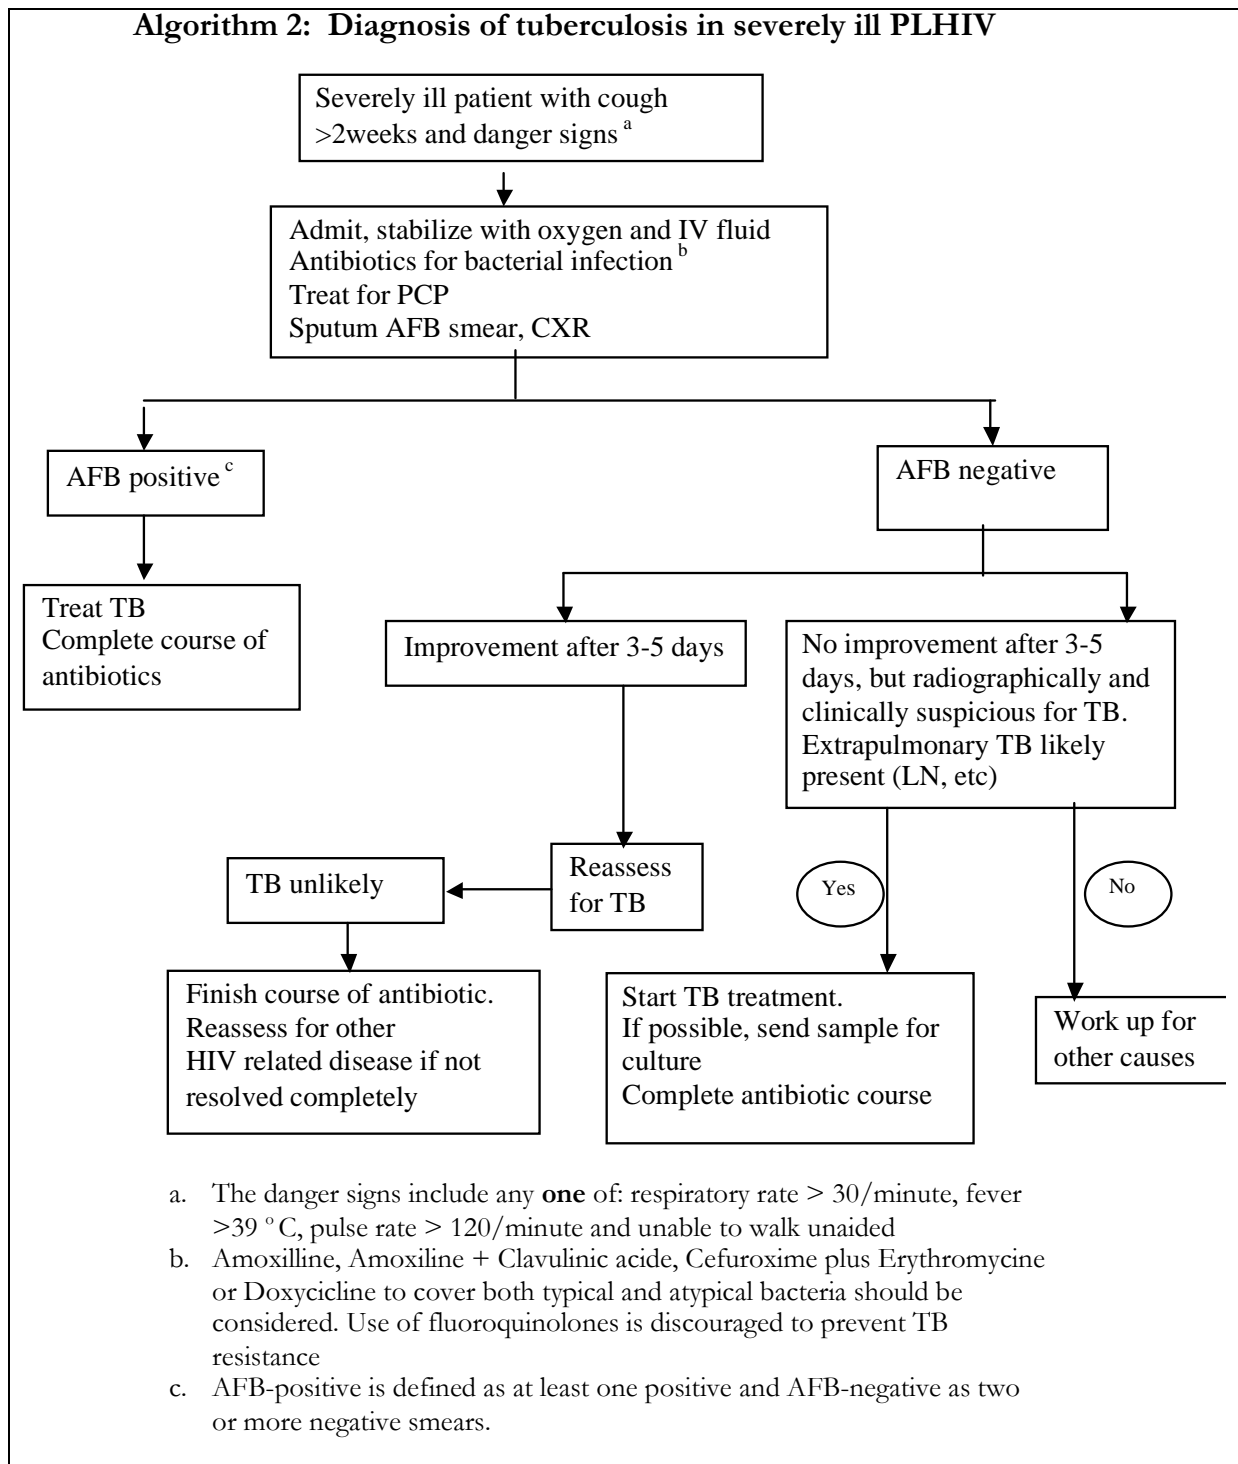 Algorithm 2:  Diagnosis of tuberculosis in severely ill PLHIV
Severely ill patient with cough
>2weeks and danger signs a
Admit, stabilize with oxygen and IV fluid
Antibiotics for bacterial infection b
Treat for PCP
Sputum AFB smear, CXR
AFB positive c
AFB negative
Treat TB
Complete course of
antibiotics
Improvement after 3-5 days
No improvement after 3-5
days, but radiographically and
clinically suspicious for TB.
Extrapulmonary TB likely
present (LN, etc)
TB unlikely
Reassess
for TB
Yes
No
Finish course of antibiotic.
Reassess for other
HIV related disease if not
resolved completely
Start TB treatment.
If possible, send sample for
culture
Complete antibiotic course
Work up for
other causes
a. The danger signs include any one of: respiratory rate > 30/minute, fever
>39 °C, pulse rate > 120/minute and unable to walk unaided
b. Amoxilline, Amoxiline + Clavulinic acide, Cefuroxime plus Erythromycine
or Doxycicline to cover both typical and atypical bacteria should be
considered. Use of fluoroquinolones is discouraged to prevent TB
resistance
c. AFB-positive is defined as at least one positive and AFB-negative as two
or more negative smears.